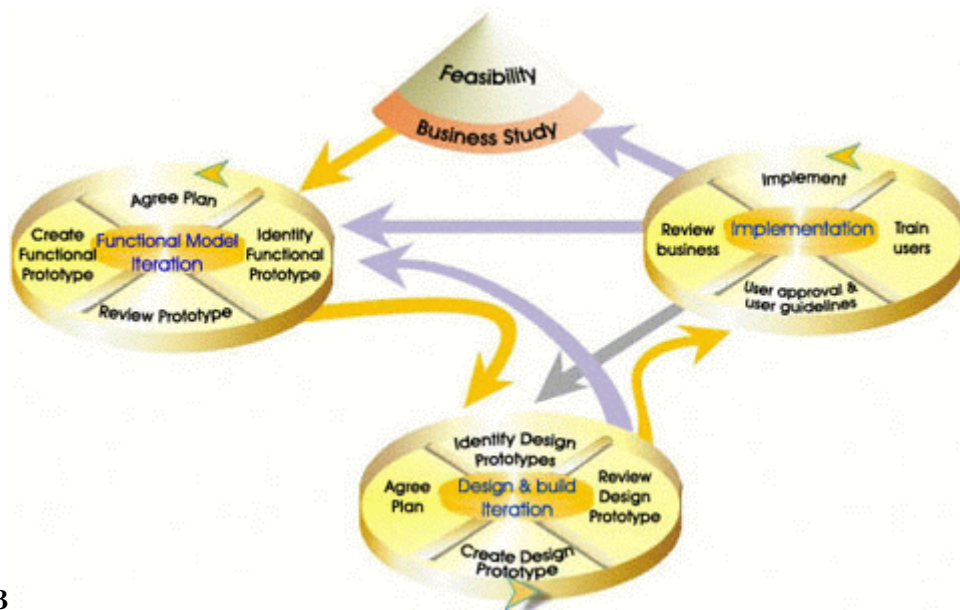 Feasibility
Business Study
Agree Plan
Create
Functional
Prototype
Functional Model
Iteration
Identify
Functional
Prototype
Review Prototype
Implement
Review
business
Implementation
Train
users
User approval &
user guidelines
Identify Design
Prototypes
Agree
Plan
Design & build
Iteration
Review
Design
Prototype
Create Design
Prototype
3